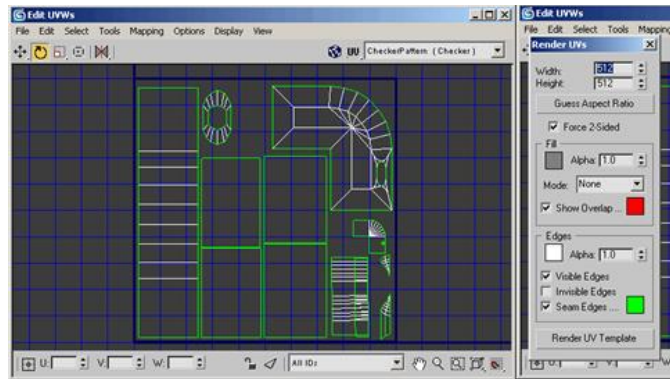 Edit UVWs
File Edit Select Tools Mapping Options Display View
UV CheckerPattern ( Checker )
U: V: W: All IDs
Edit UVWs
File Edit Select Tools Mapping
Render UVs
Width: 512
Height: 512
Guess Aspect Ratio
Force 2-Sided
Fill
Alpha: 1.0
Mode: None
Show Overlap ...
Edges
Alpha: 1.0
Visible Edges
Invisible Edges
Seam Edges ...
Render UV Template
U: V: W